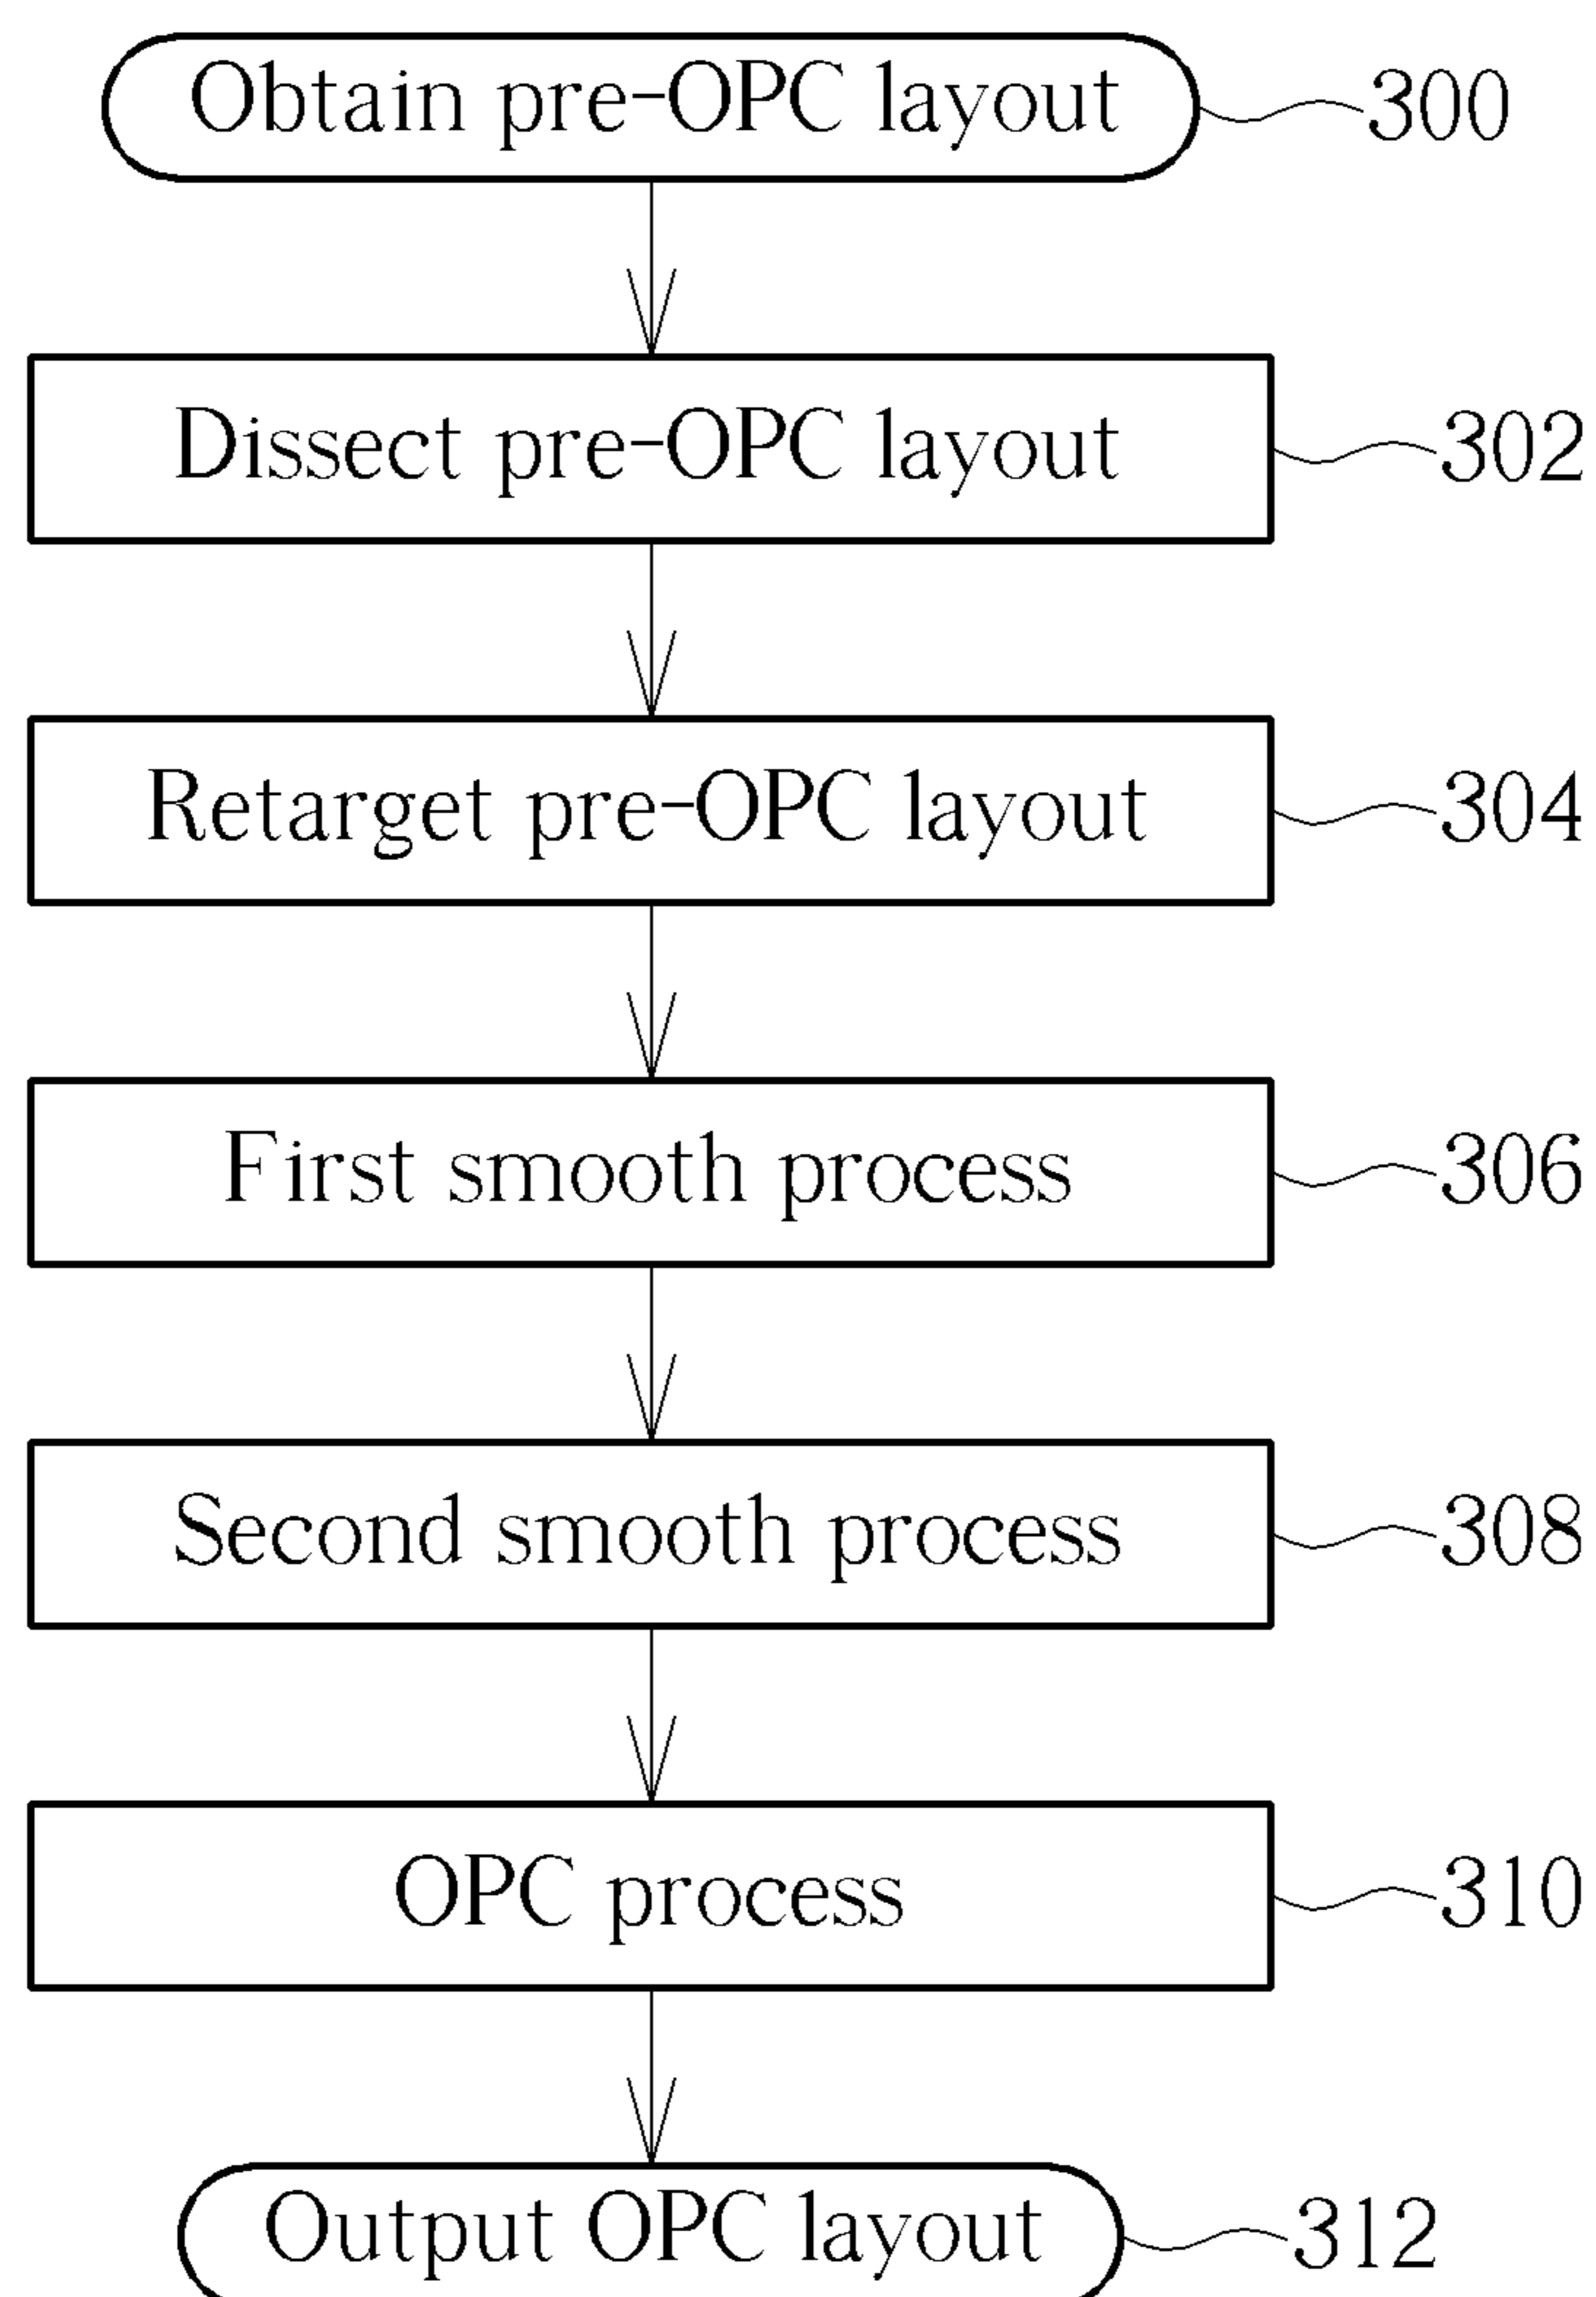 Obtain pre-OPC layout 300
Dissect pre-OPC layout 302
Retarget pre-OPC layout 304
First smooth process 306
Second smooth process 308
OPC process 310
Output OPC layout 312